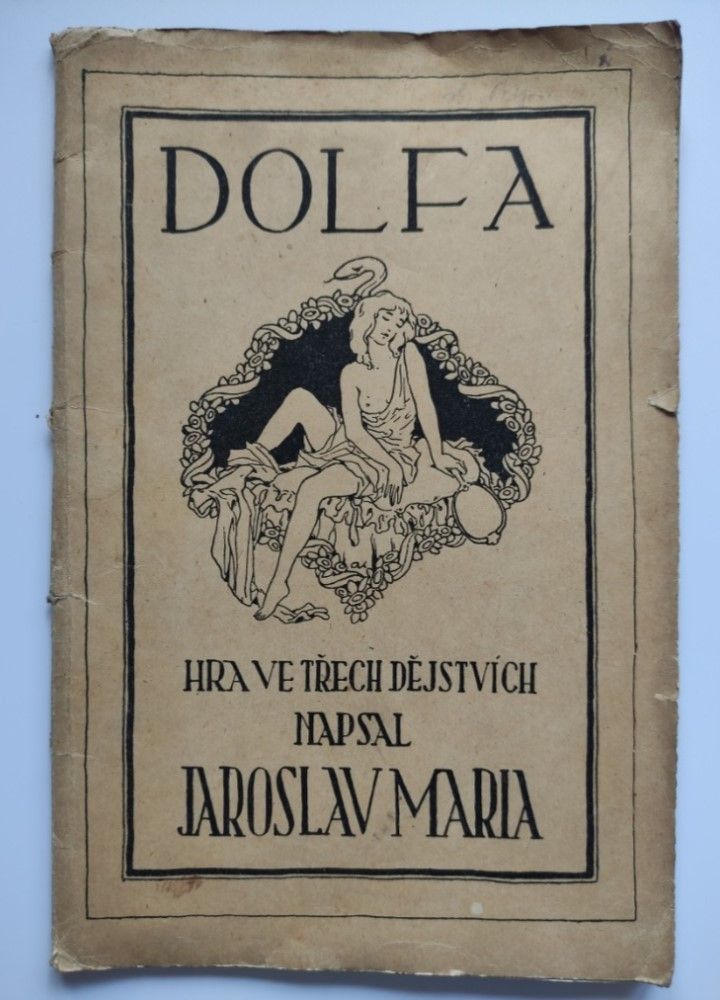 DOLFA
HRA VE TŘECH DĚJSTVÍCH
NAPSAL
JAROSLAV MARIA